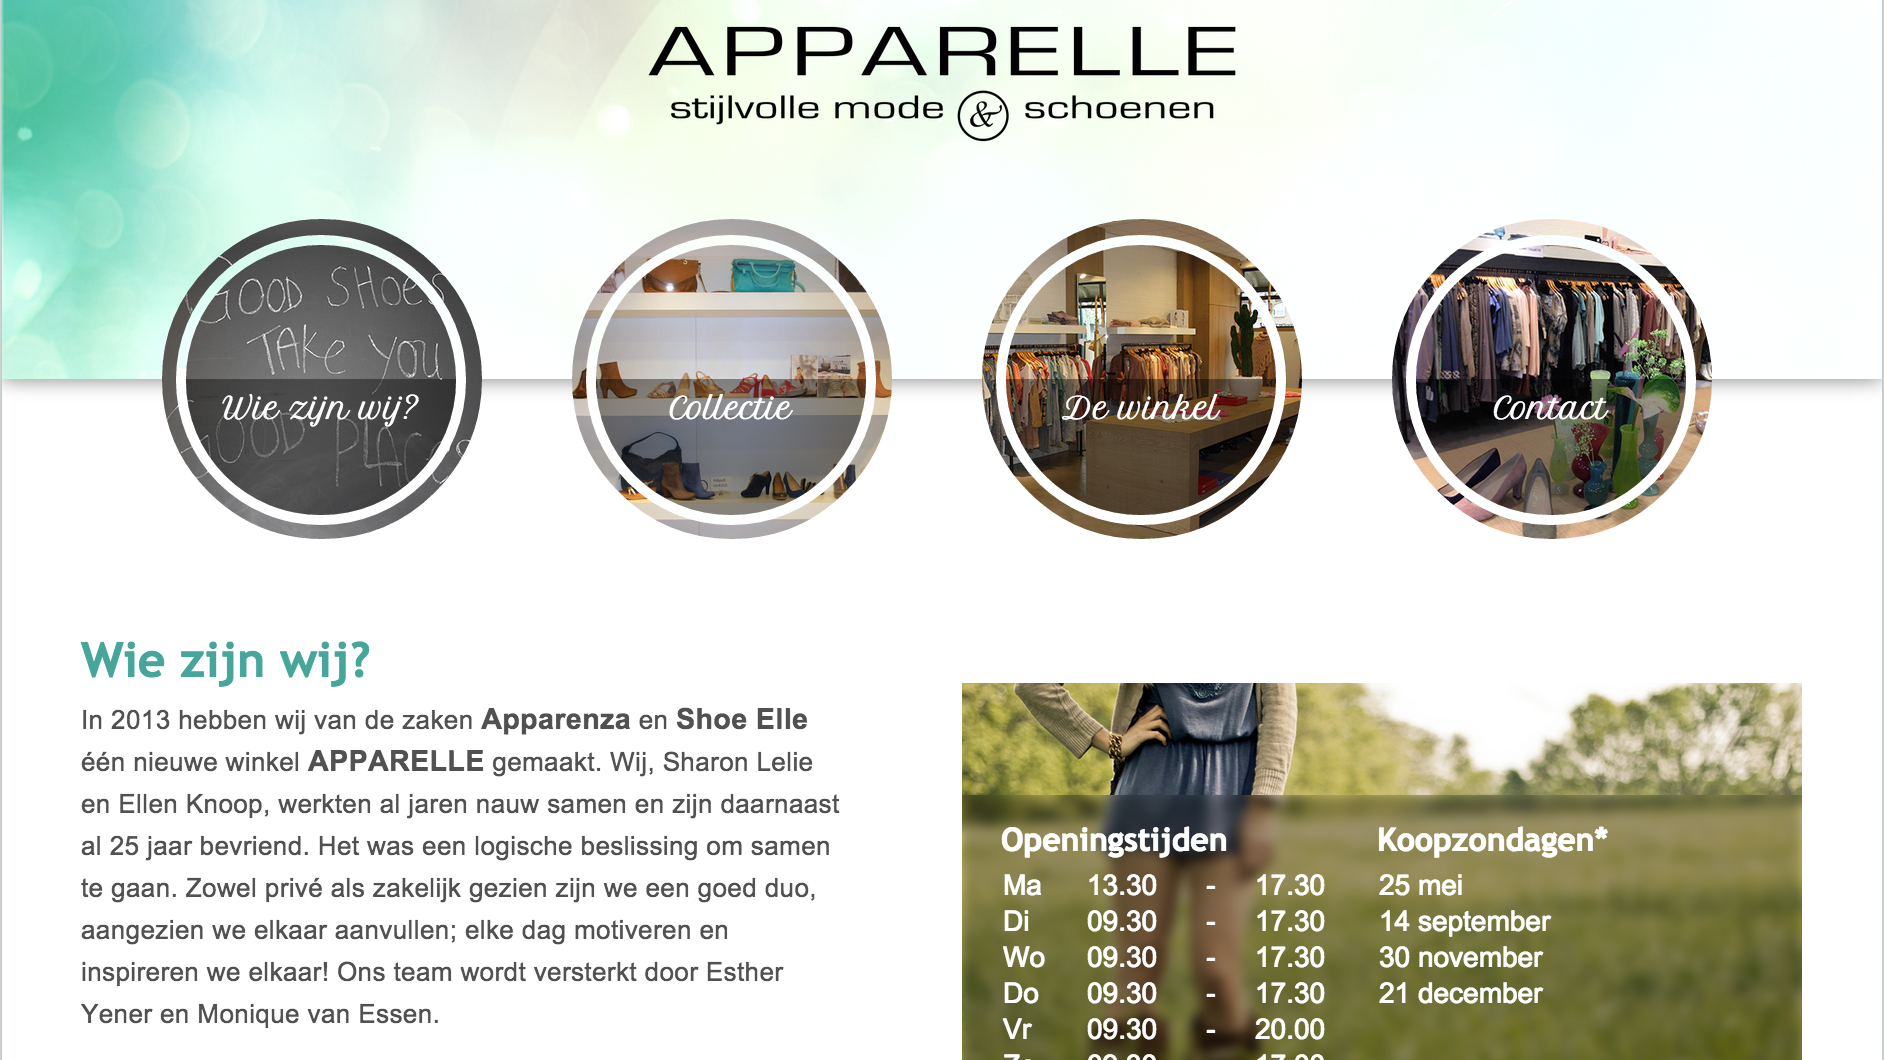 APPARELLE
stijlvolle mode & schoenen
GOOD SHOES
TAKE YOU
GOOD PLACES
Wie zijn wij?
Collectie
De winkel
Contact
Wie zijn wij?
In 2013 hebben wij van de zaken Apparenza en Shoe Elle
één nieuwe winkel APPARELLE gemaakt. Wij, Sharon Lelie
en Ellen Knoop, werkten al jaren nauw samen en zijn daarnaast
al 25 jaar bevriend. Het was een logische beslissing om samen
te gaan. Zowel privé als zakelijk gezien zijn we een goed duo,
aangezien we elkaar aanvullen; elke dag motiveren en
inspireren we elkaar! Ons team wordt versterkt door Esther
Yener en Monique van Essen.
Openingstijden
Ma 13.30 - 17.30
Di 09.30 - 17.30
Wo 09.30 - 17.30
Do 09.30 - 17.30
Vr 09.30 - 20.00
Koopzondagen*
25 mei
14 september
30 november
21 december